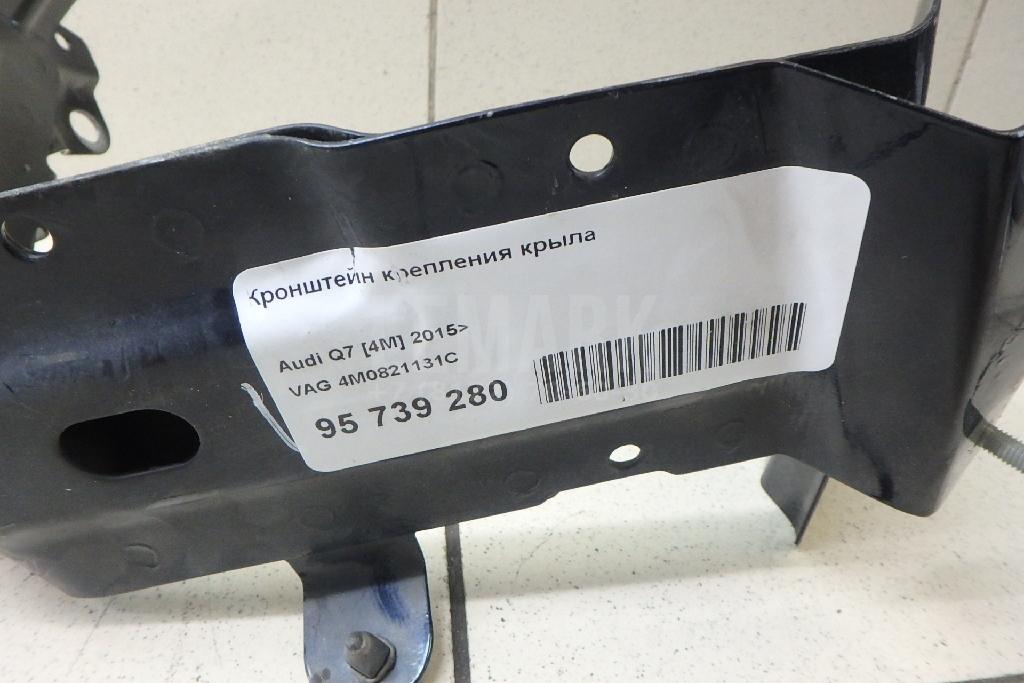 Кронштейн крепления крыла
Audi Q7 [4M] 2015>
VAG 4M0821131C
95 739 280